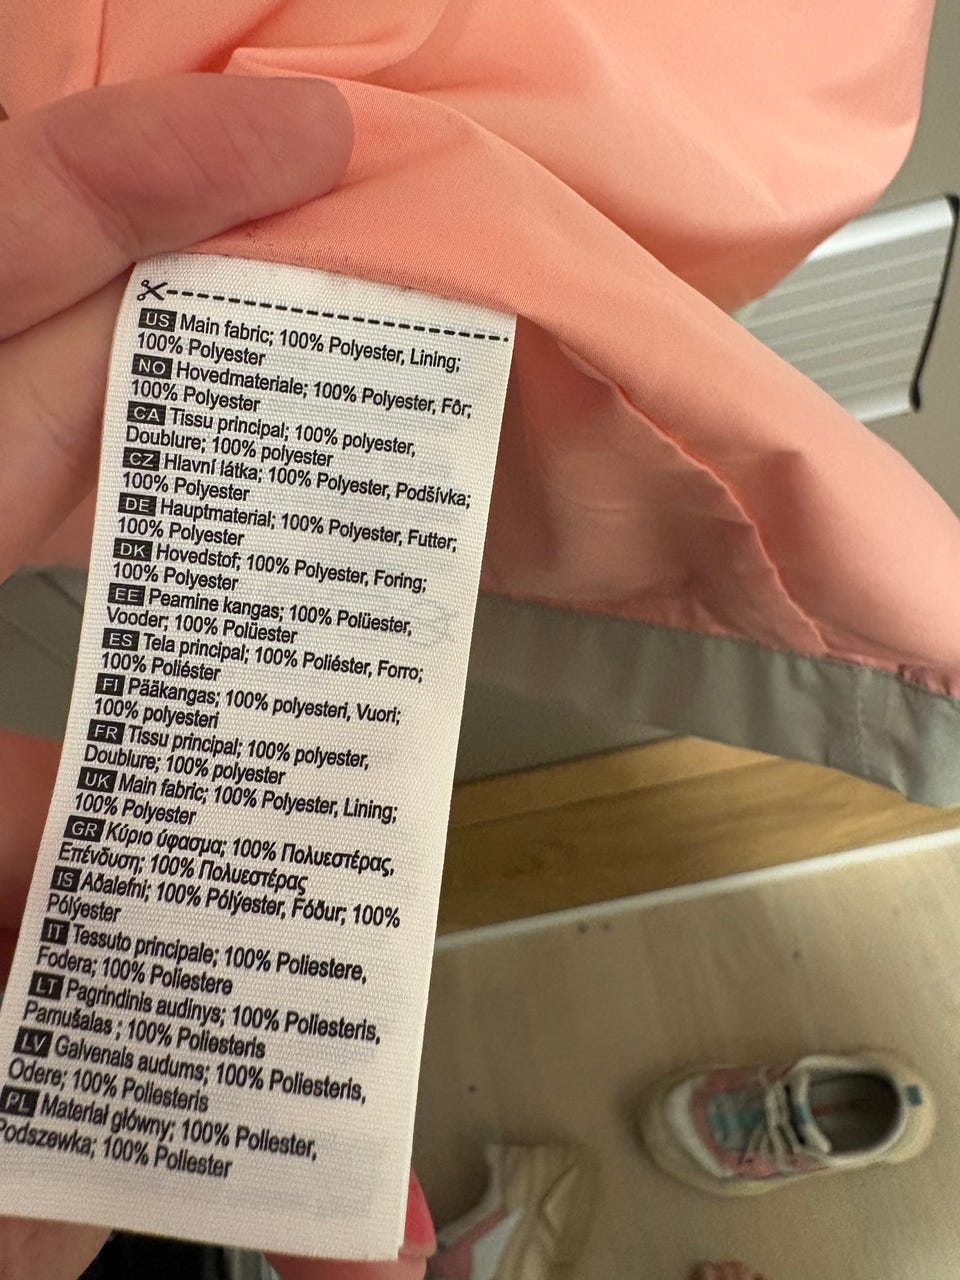 US Main fabric; 100% Polyester, Lining;
100% Polyester
NO Hovedmateriale; 100% Polyester, Fôr;
100% Polyester
CA Tissu principal; 100% polyester,
Doublure; 100% polyester
CZ Hlavní látka; 100% Polyester, Podšívka;
100% Polyester
DE Hauptmaterial; 100% Polyester, Futter;
100% Polyester
DK Hovedstof; 100% Polyester, Foring;
100% Polyester
EE Peamine kangas; 100% Polüester,
Vooder; 100% Polüester
ES Tela principal; 100% Poliéster, Forro;
100% Poliéster
FI Pääkangas; 100% polyesteri, Vuori;
100% polyesteri
FR Tissu principal; 100% polyester,
Doublure; 100% polyester
UK Main fabric; 100% Polyester, Lining;
100% Polyester
GR Κύριο ύφασμα; 100% Πολυεστέρας,
Επένδυση; 100% Πολυεστέρας
IS Aðalefni; 100% Pólýester, Fóður; 100%
Pólýester
IT Tessuto principale; 100% Poliestere,
Fodera; 100% Poliestere
LT Pagrindinis audinys; 100% Poliesteris,
Pamušalas ; 100% Poliesteris
LV Galvenais audums; 100% Poliesteris,
Odere; 100% Poliesteris
PL Materiał główny; 100% Poliester,
Podszewka; 100% Poliester